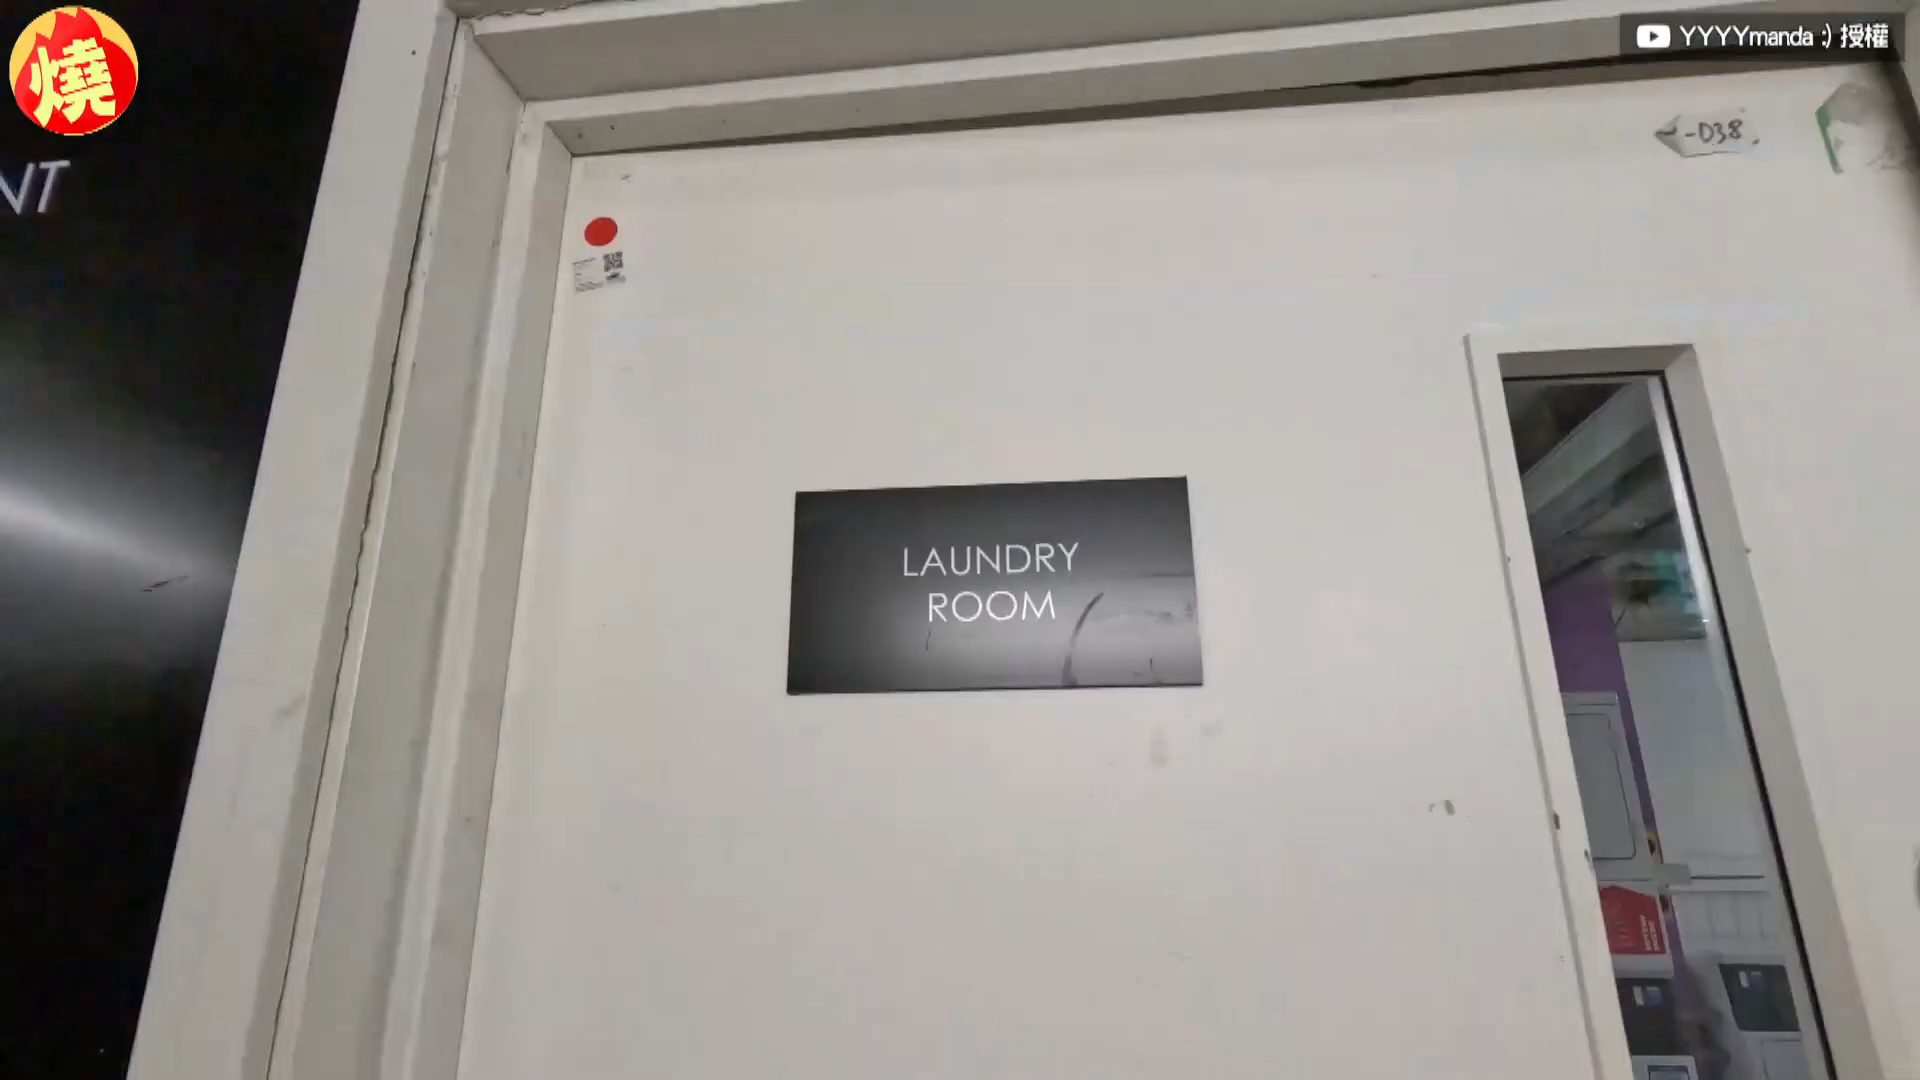 燒
YYYYmanda :) 授權
NT
-D38
LAUNDRY
ROOM